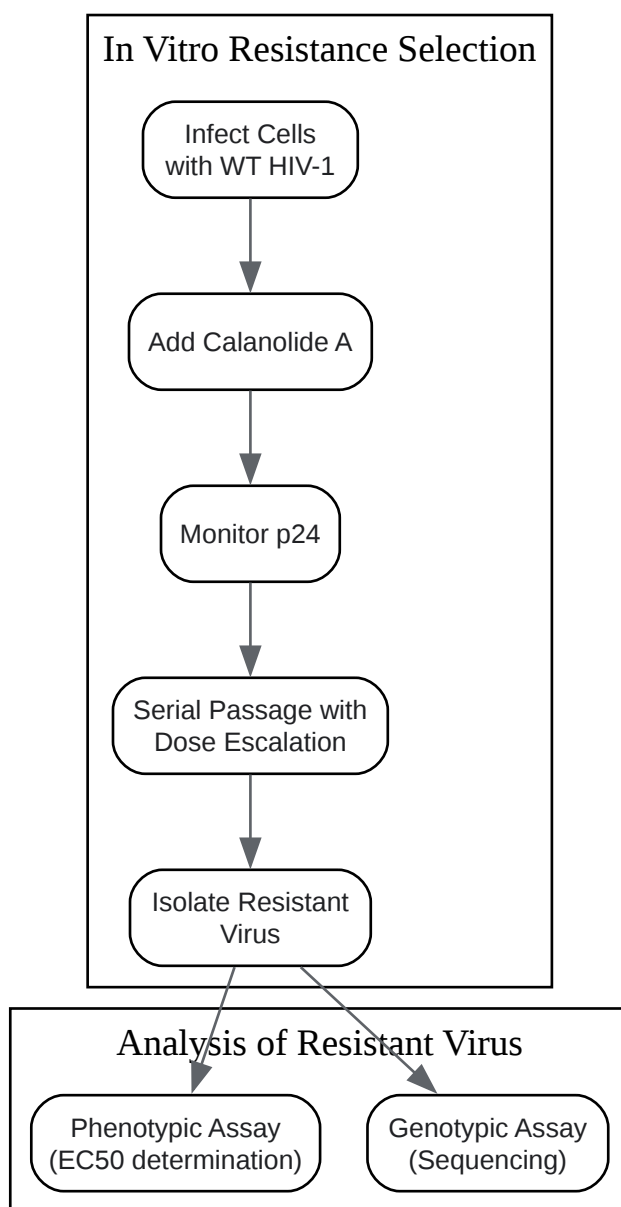 In Vitro Resistance Selection
Infect Cells
with WT HIV-1
Add Calanolide A
Monitor p24
Serial Passage with
Dose Escalation
Isolate Resistant
Virus
Analysis of Resistant Virus
Phenotypic Assay
(EC50 determination)
Genotypic Assay
(Sequencing)